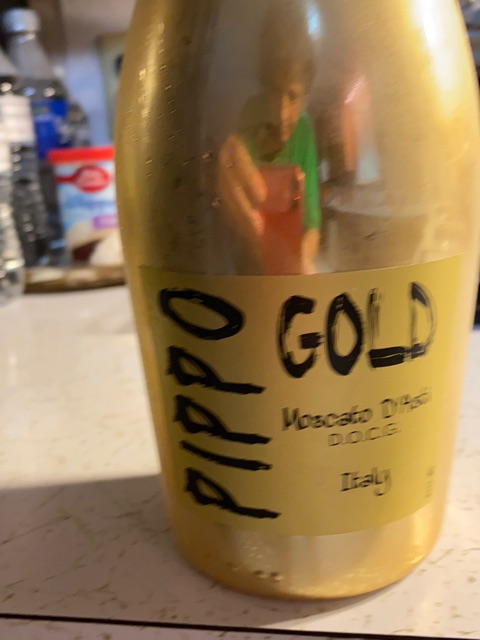 PIPPO
GOLD
Moscato D'Asti
D.O.C.G.
Italy